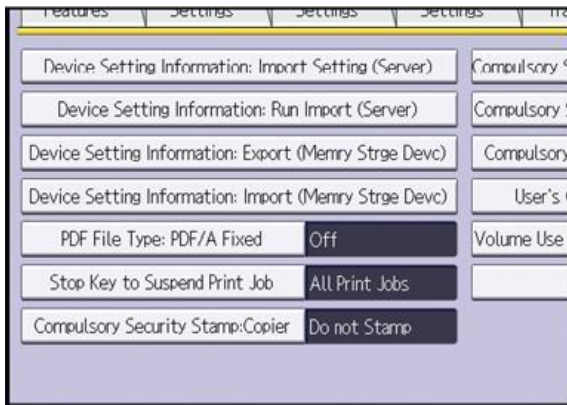 Features Settings Settings Settings
Device Setting Information: Import Setting (Server)
Compulsory
Device Setting Information: Run Import (Server)
Compulsory
Device Setting Information: Export (Memry Strge Devc)
Compulsory
Device Setting Information: Import (Memry Strge Devc)
User's
PDF File Type: PDF/A Fixed
Off
Volume Use
Stop Key to Suspend Print Job
All Print Jobs
Compulsory Security Stamp:Copier
Do not Stamp